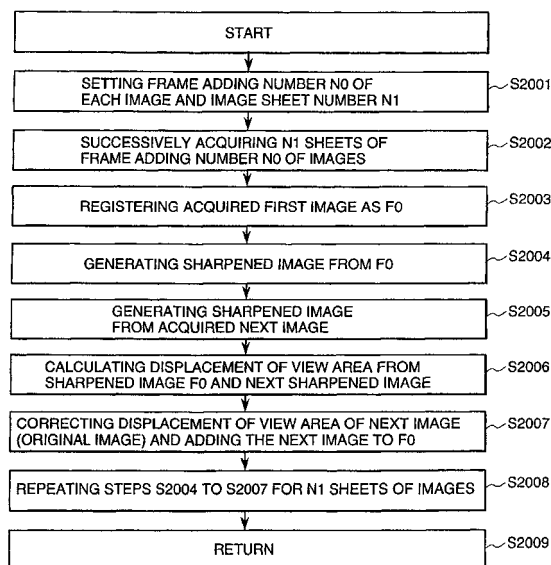 START
SETTING FRAME ADDING NUMBER N0 OF
EACH IMAGE AND IMAGE SHEET NUMBER N1
S2001
SUCCESSIVELY ACQUIRING N1 SHEETS OF
FRAME ADDING NUMBER N0 OF IMAGES
S2002
REGISTERING ACQUIRED FIRST IMAGE AS F0
S2003
GENERATING SHARPENED IMAGE FROM F0
S2004
GENERATING SHARPENED IMAGE
FROM ACQUIRED NEXT IMAGE
S2005
CALCULATING DISPLACEMENT OF VIEW AREA FROM
SHARPENED IMAGE F0 AND NEXT SHARPENED IMAGE
S2006
CORRECTING DISPLACEMENT OF VIEW AREA OF NEXT IMAGE
(ORIGINAL IMAGE) AND ADDING THE NEXT IMAGE TO F0
S2007
REPEATING STEPS S2004 TO S2007 FOR N1 SHEETS OF IMAGES
S2008
RETURN
S2009